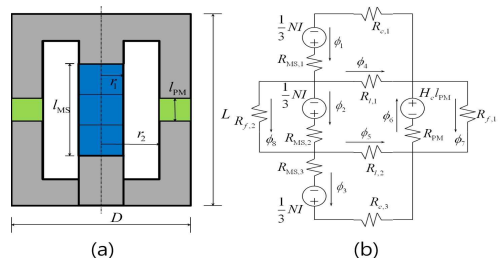 l_MS
r_1
l_PM
r_2
D
L
(a)
1/3 NI
R_MS,1
ϕ_1
R_c,1
ϕ_4
R_l,1
1/3 NI
ϕ_2
R_MS,2
R_f,2
ϕ_8
H_c l_PM
ϕ_6
R_PM
R_f,1
ϕ_7
ϕ_5
R_l,2
R_MS,3
1/3 NI
ϕ_3
R_c,3
(b)